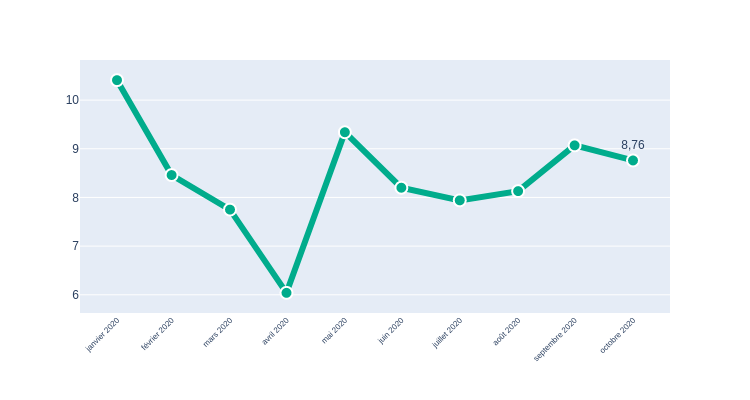 10
9
8
7
6
8,76
janvier 2020
février 2020
mars 2020
avril 2020
mai 2020
juin 2020
juillet 2020
août 2020
septembre 2020
octobre 2020